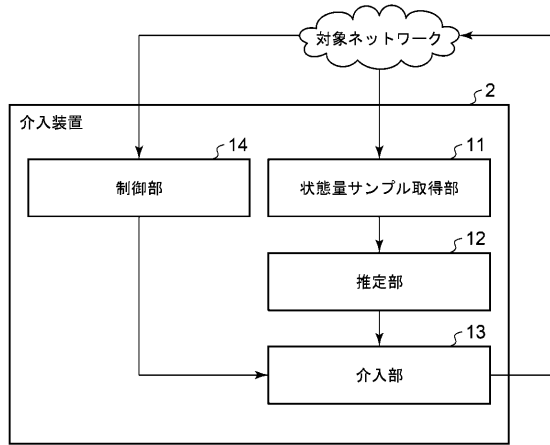 対象ネットワーク
2
介入装置
14
制御部
11
状態量サンプル取得部
12
推定部
13
介入部